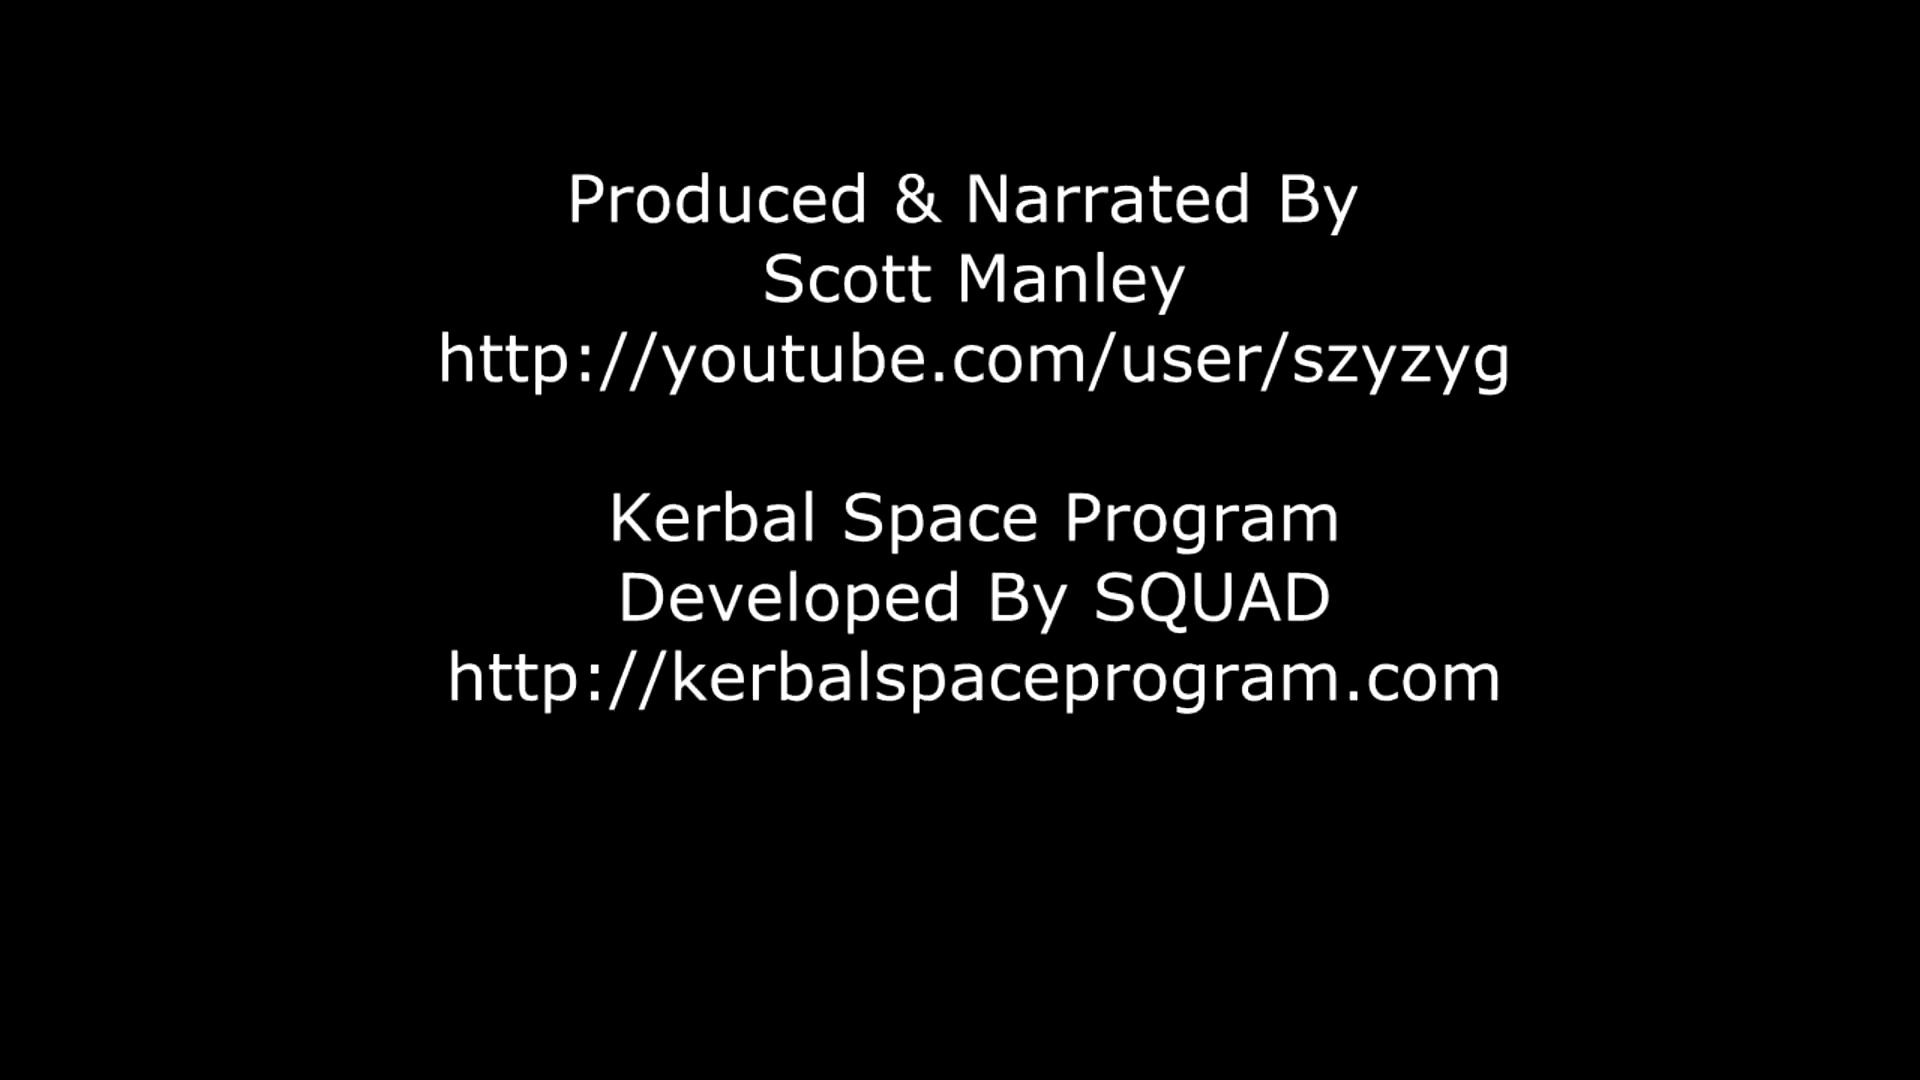 Produced & Narrated By
Scott Manley
http://youtube.com/user/szyzyg
Kerbal Space Program
Developed By SQUAD
http://kerbalspaceprogram.com